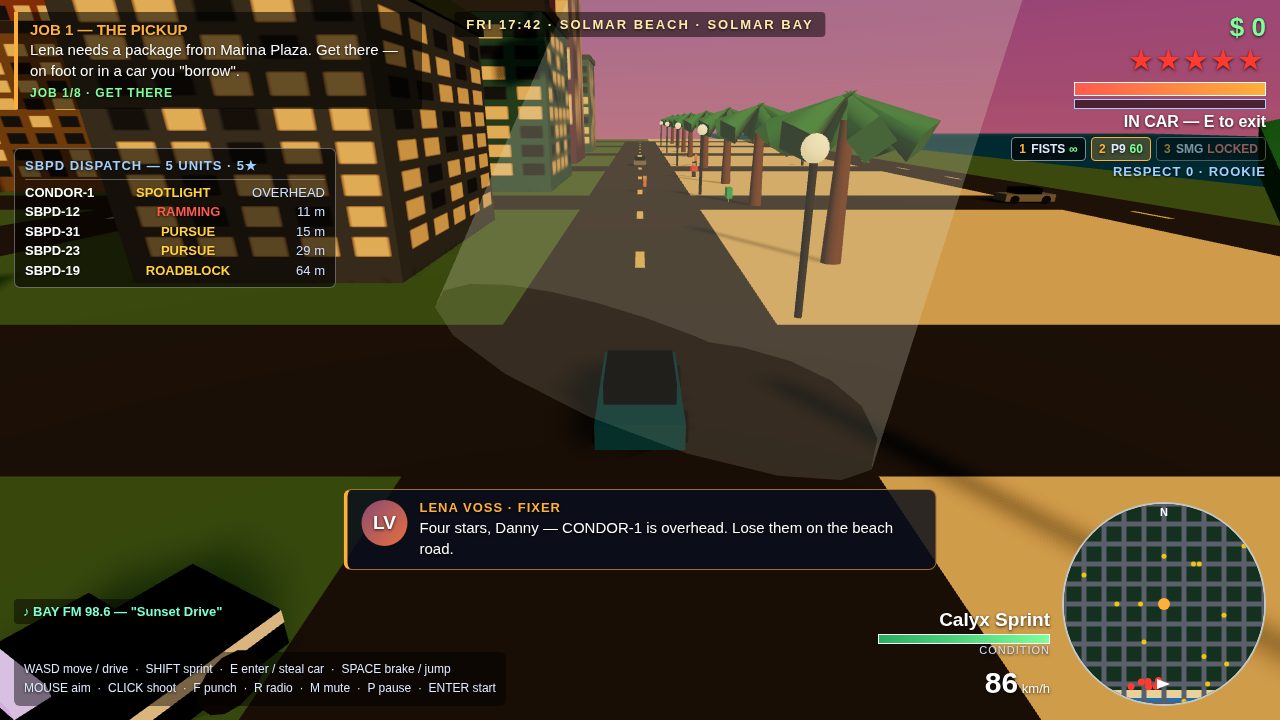 JOB 1 — THE PICKUP
Lena needs a package from Marina Plaza. Get there —
on foot or in a car you "borrow".
JOB 1/8 · GET THERE
FRI 17:42 · SOLMAR BEACH · SOLMAR BAY
$ 0
★★★★★
IN CAR — E to exit
1 FISTS ∞
2 P9 60
3 SMG LOCKED
RESPECT 0 · ROOKIE
SBPD DISPATCH — 5 UNITS · 5★
CONDOR-1 SPOTLIGHT OVERHEAD
SBPD-12 RAMMING 11 m
SBPD-31 PURSUE 15 m
SBPD-23 PURSUE 29 m
SBPD-19 ROADBLOCK 64 m
LV
LENA VOSS · FIXER
Four stars, Danny — CONDOR-1 is overhead. Lose them on the beach
road.
♪ BAY FM 98.6 — "Sunset Drive"
WASD move / drive · SHIFT sprint · E enter / steal car · SPACE brake / jump
MOUSE aim · CLICK shoot · F punch · R radio · M mute · P pause · ENTER start
Calyx Sprint
CONDITION
86 km/h
N